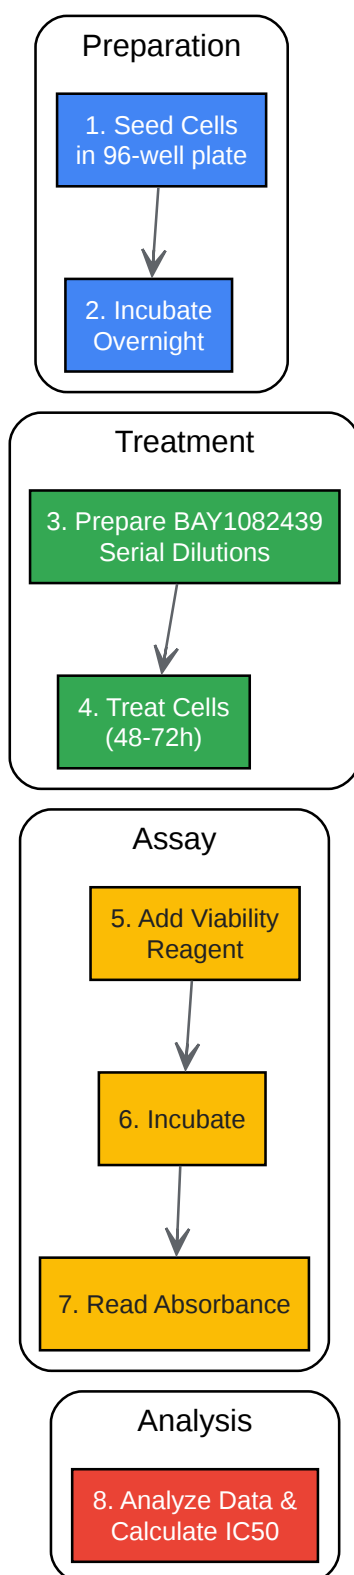 Preparation
1. Seed Cells
in 96-well plate
2. Incubate
Overnight
Treatment
3. Prepare BAY1082439
Serial Dilutions
4. Treat Cells
(48-72h)
Assay
5. Add Viability
Reagent
6. Incubate
7. Read Absorbance
Analysis
8. Analyze Data &
Calculate IC50